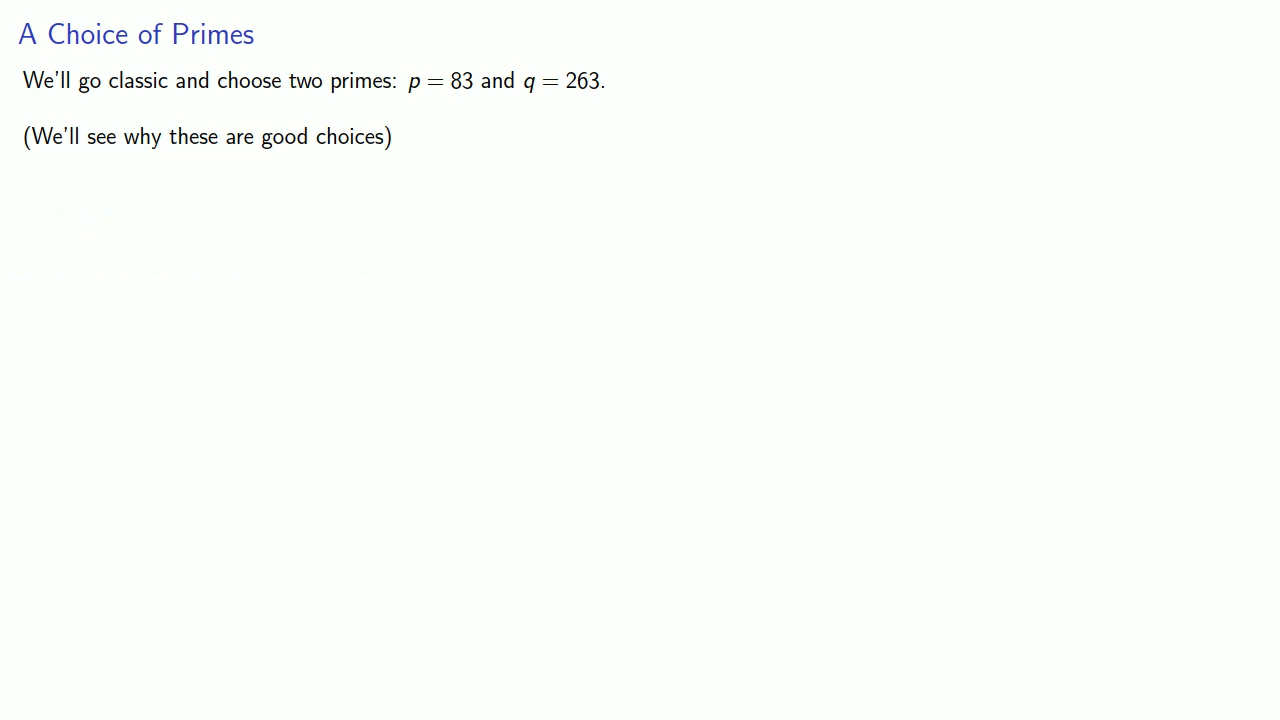 A Choice of Primes
We'll go classic and choose two primes: p = 83 and q = 263.
(We'll see why these are good choices)